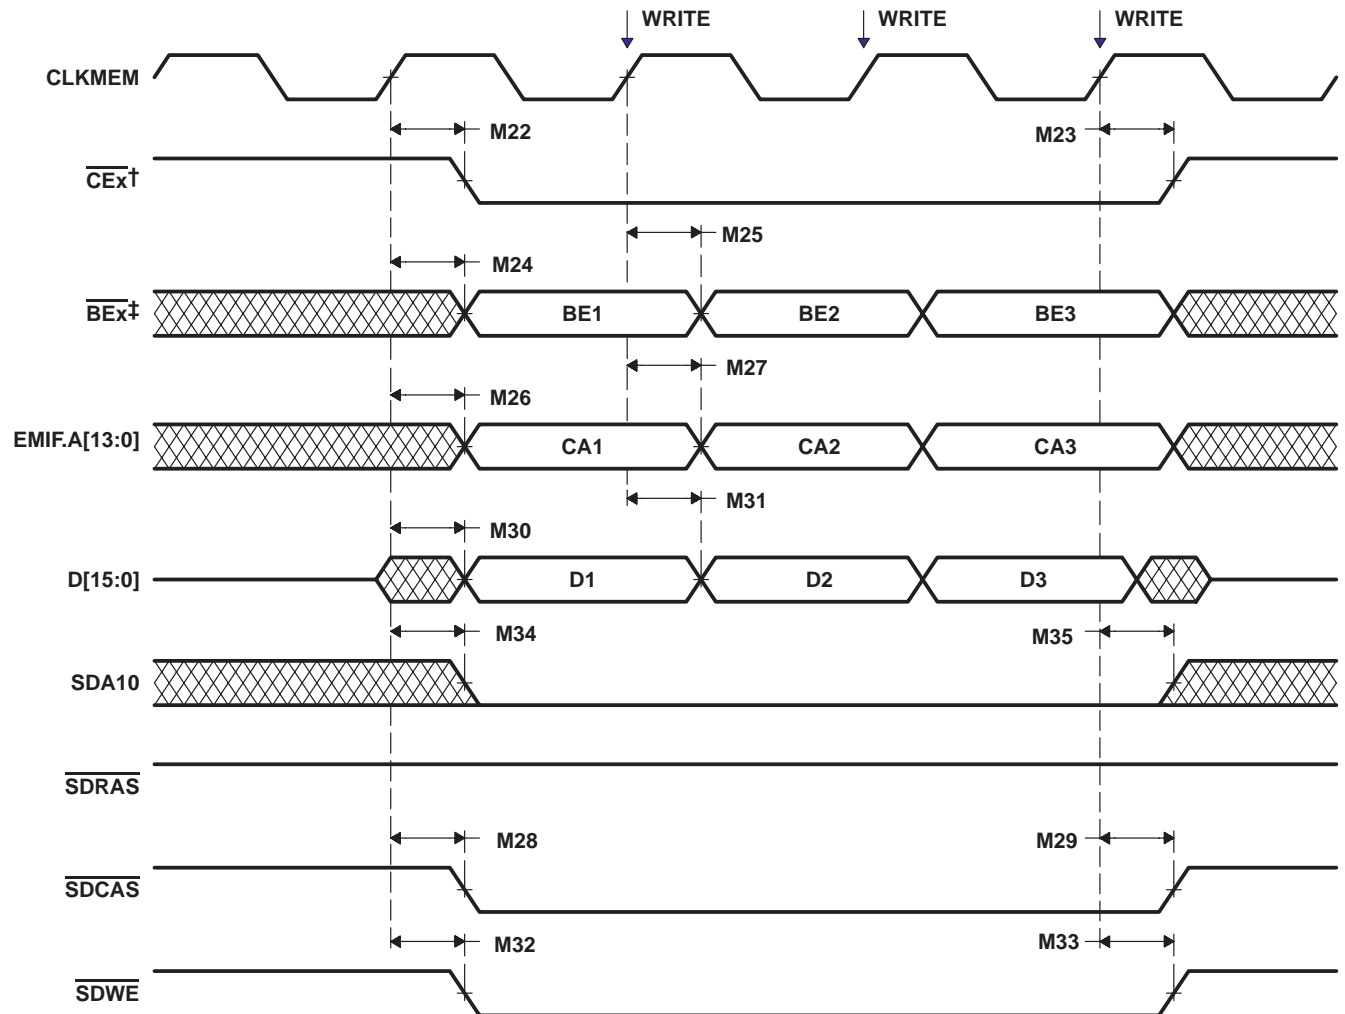 WRITE WRITE WRITE
CLKMEM
M22 M23
CEx†
M25
M24
BEx‡ BE1 BE2 BE3
M27
M26
EMIF.A[13:0] CA1 CA2 CA3
M31
M30
D[15:0] D1 D2 D3
M34 M35
SDA10
SDRAS
M28 M29
SDCAS
M32 M33
SDWE